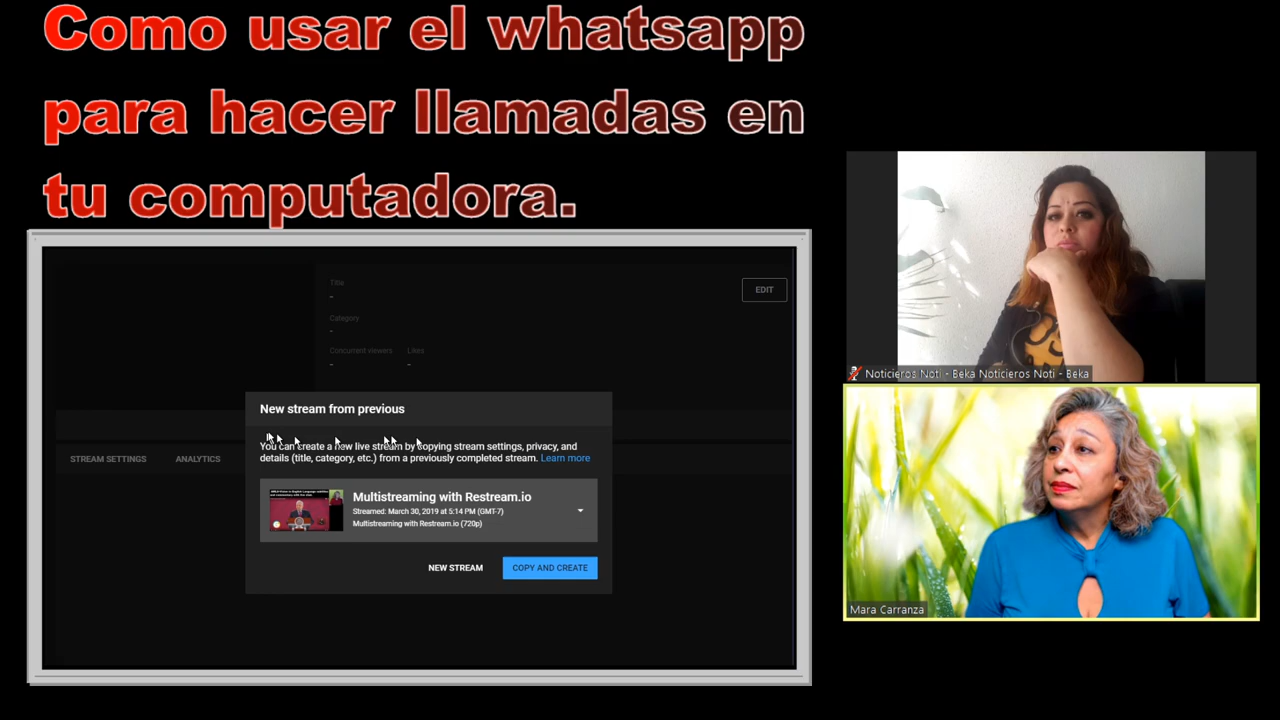 Como usar el whatsapp
para hacer llamadas en
tu computadora.
Title
-
EDIT
Category
-
Concurrent viewers Likes
- -
New stream from previous
You can create a new live stream by copying stream settings, privacy, and
details (title, category, etc.) from a previously completed stream. Learn more
STREAM SETTINGS ANALYTICS
Multistreaming with Restream.io
Streamed: March 30, 2019 at 5:14 PM (GMT-7)
Multistreaming with Restream.io (720p)
NEW STREAM COPY AND CREATE
Noticieros Noti - Beka Noticieros Noti - Beka
Mara Carranza